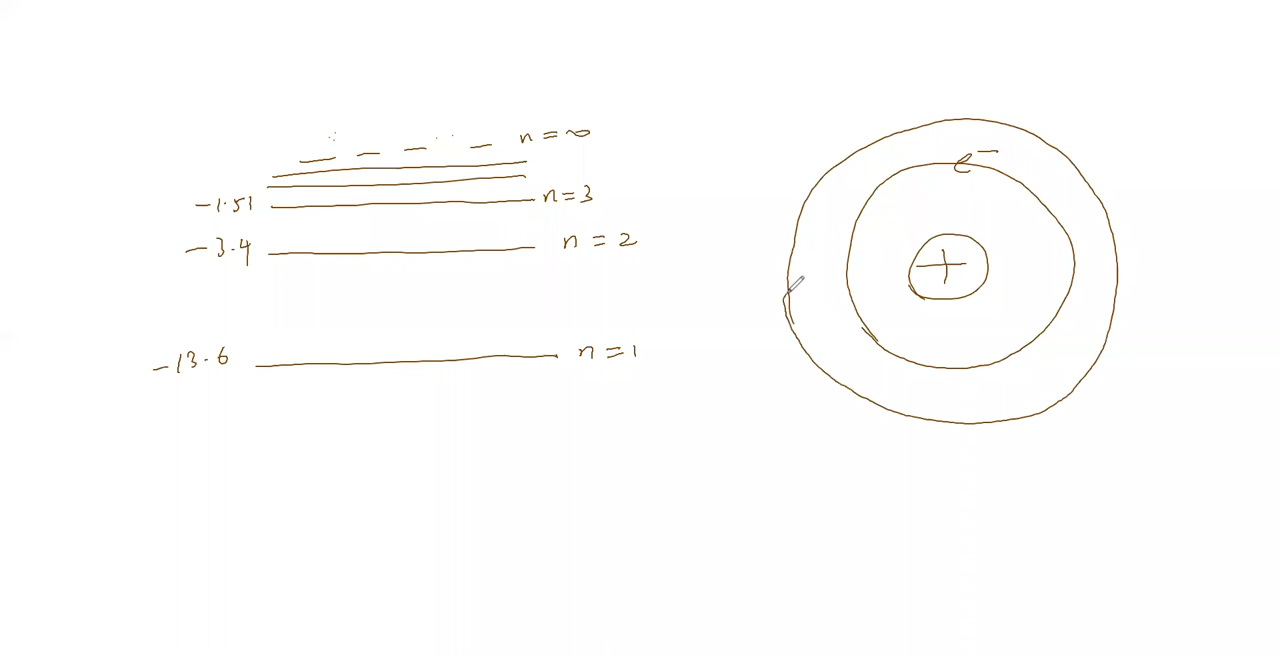 n = ∞
-1.51 n = 3
-3.4 n = 2
-13.6 n = 1
e⁻
+